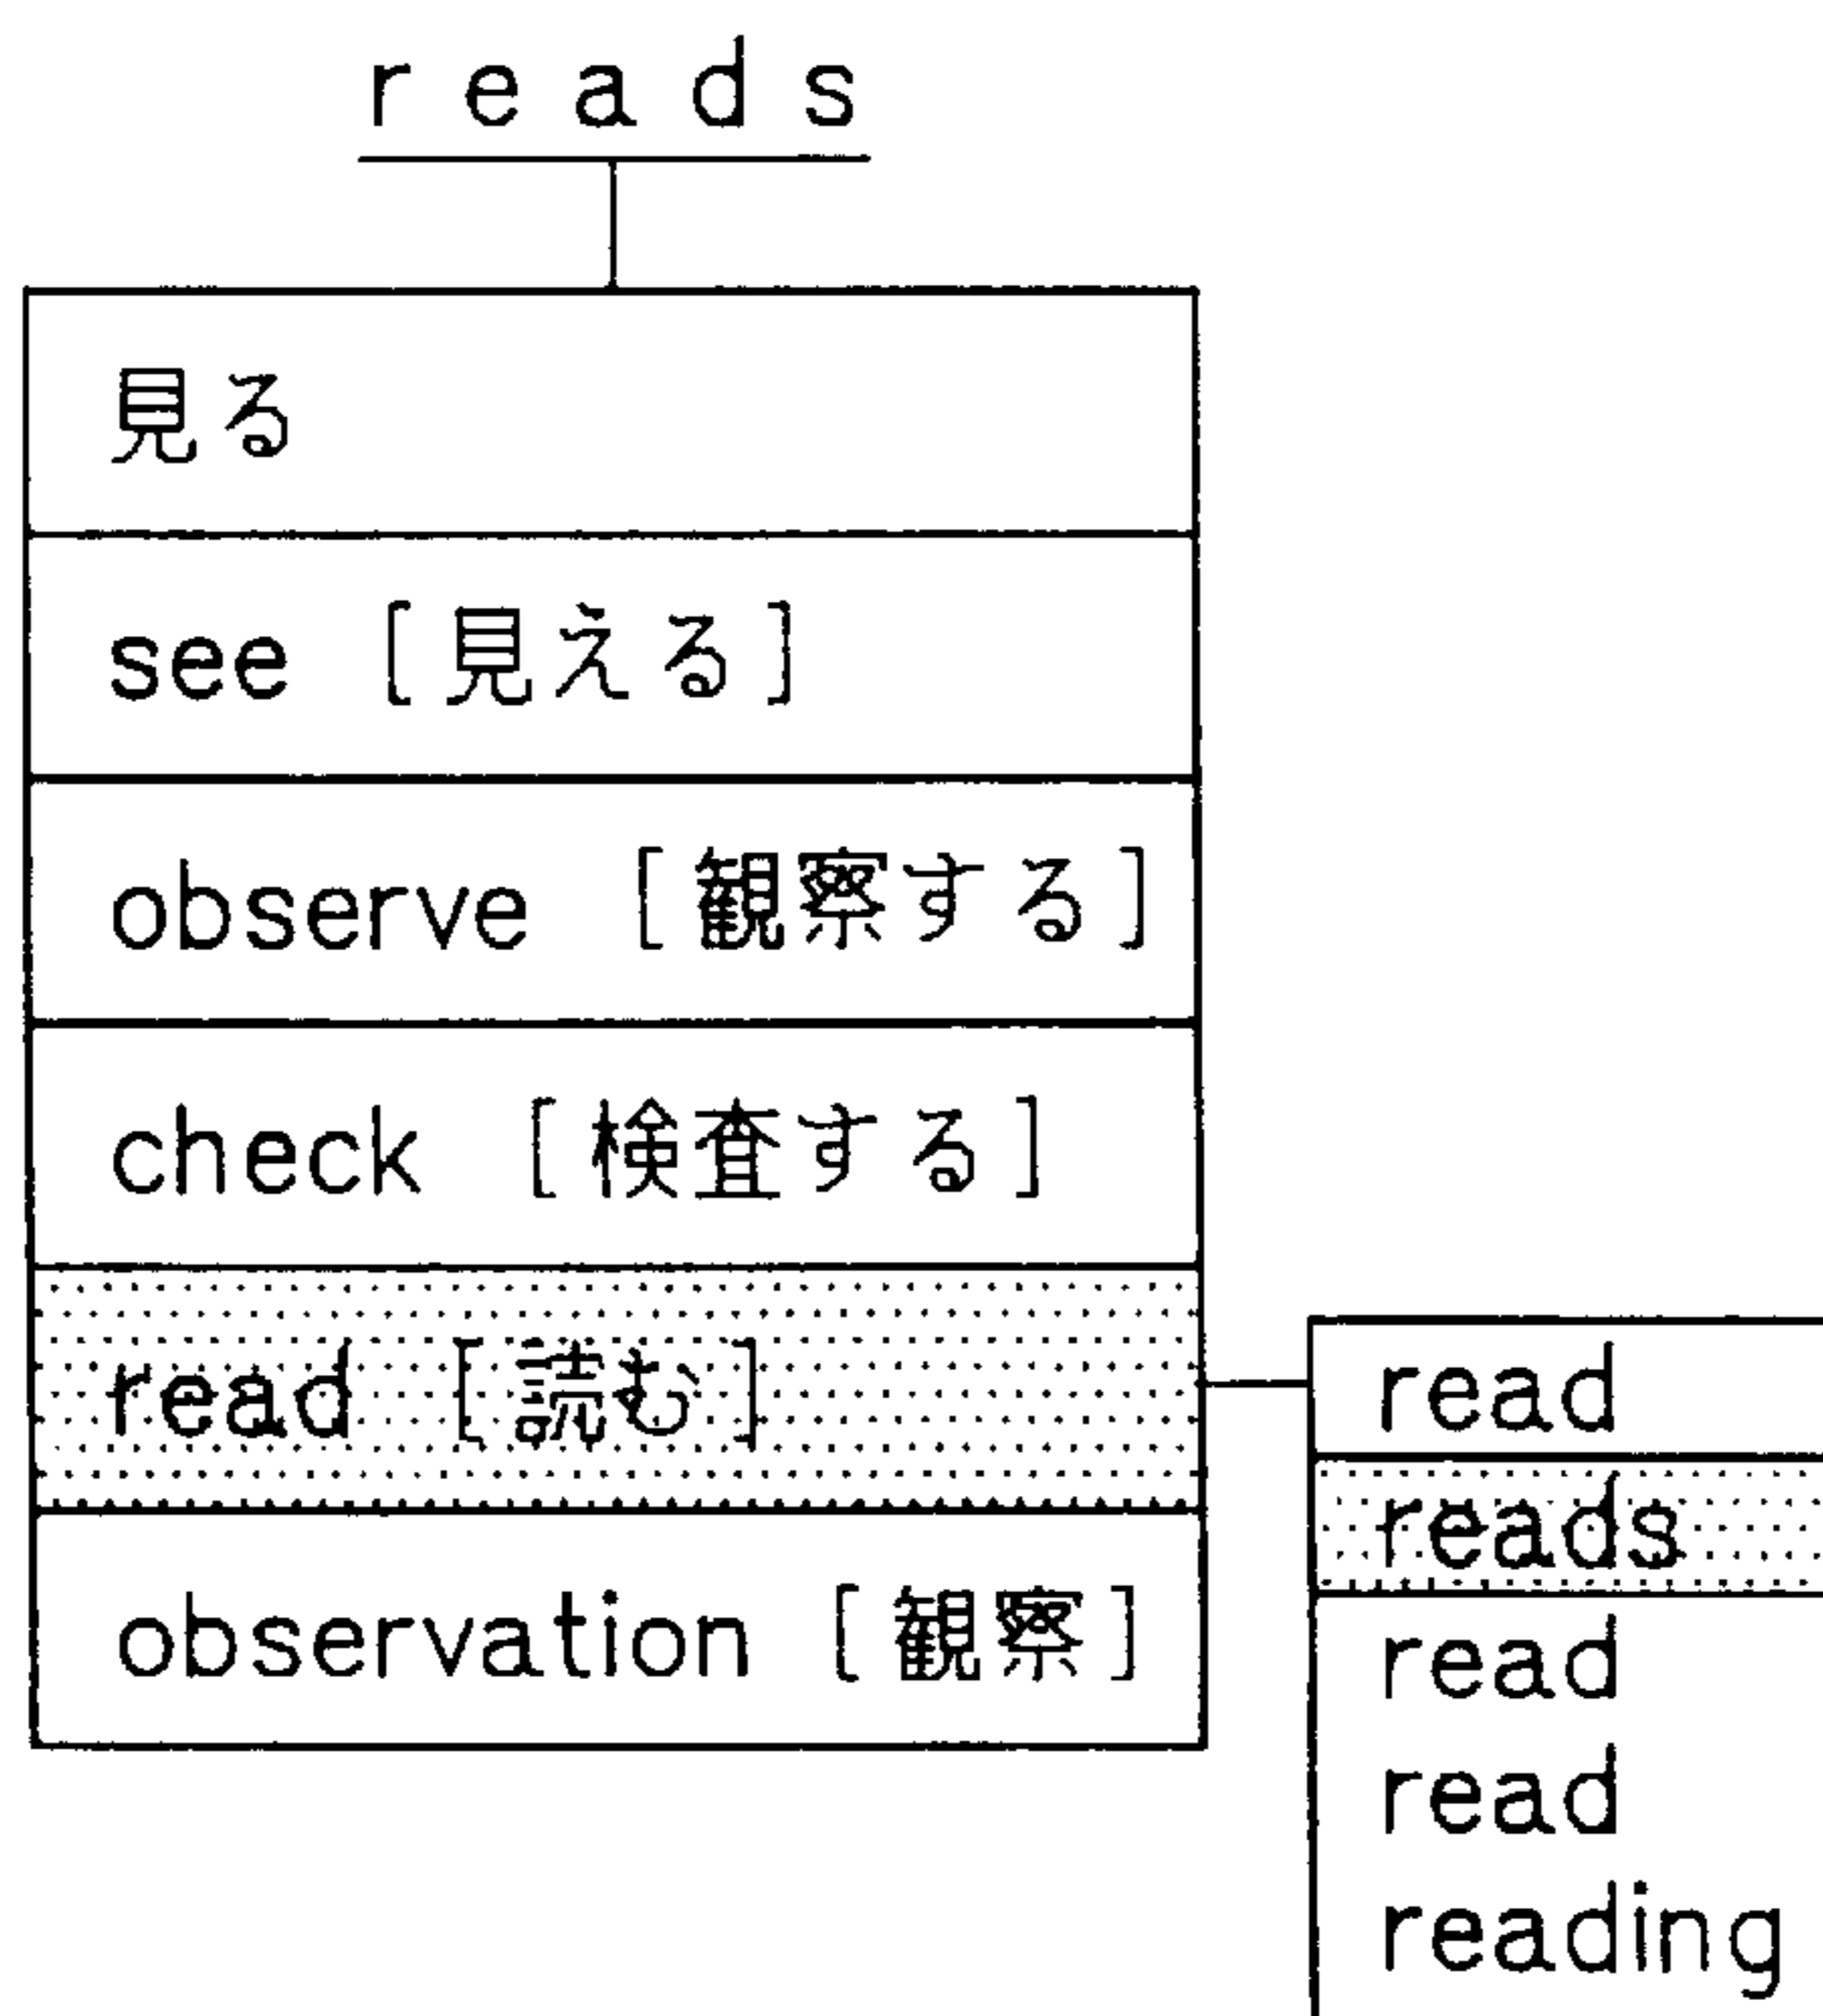 reads
見る
see [見える]
observe [観察する]
check [検査する]
read [読む]
observation [観察]
read
reads
read
read
reading